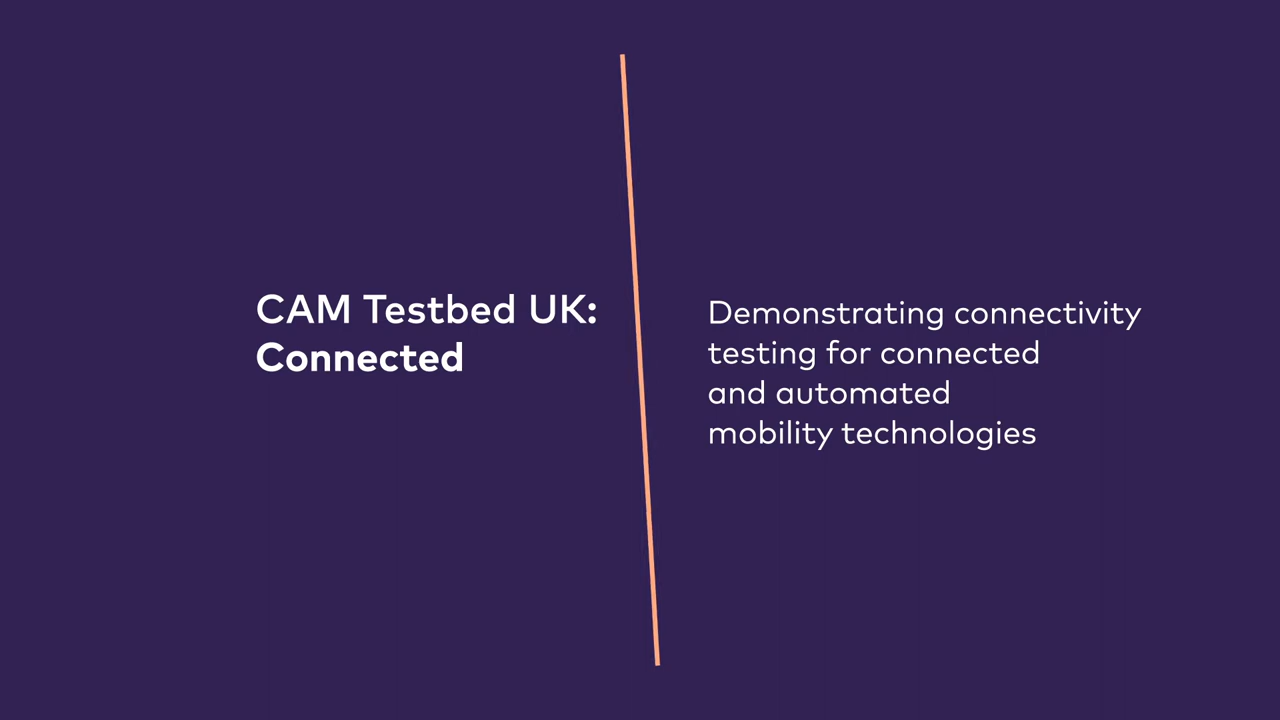 CAM Testbed UK:
Connected
Demonstrating connectivity
testing for connected
and automated
mobility technologies